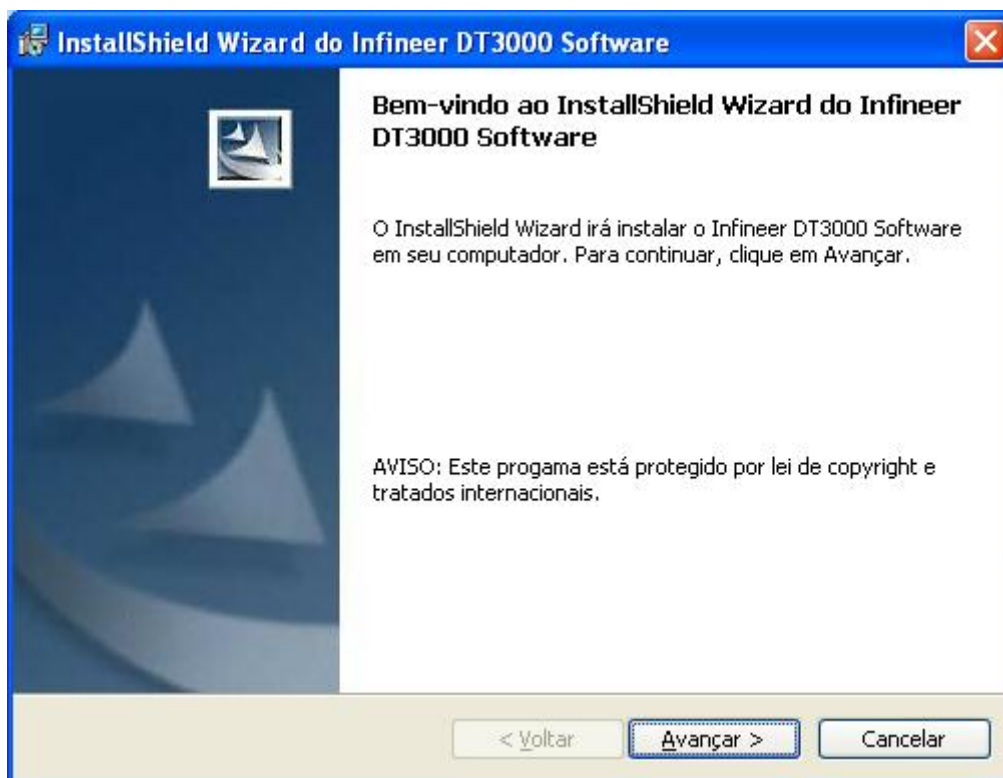 InstallShield Wizard do Infineer DT3000 Software
Bem-vindo ao InstallShield Wizard do Infineer
DT3000 Software
O InstallShield Wizard irá instalar o Infineer DT3000 Software
em seu computador. Para continuar, clique em Avançar.
AVISO: Este progama está protegido por lei de copyright e
tratados internacionais.
< Voltar
Avançar >
Cancelar